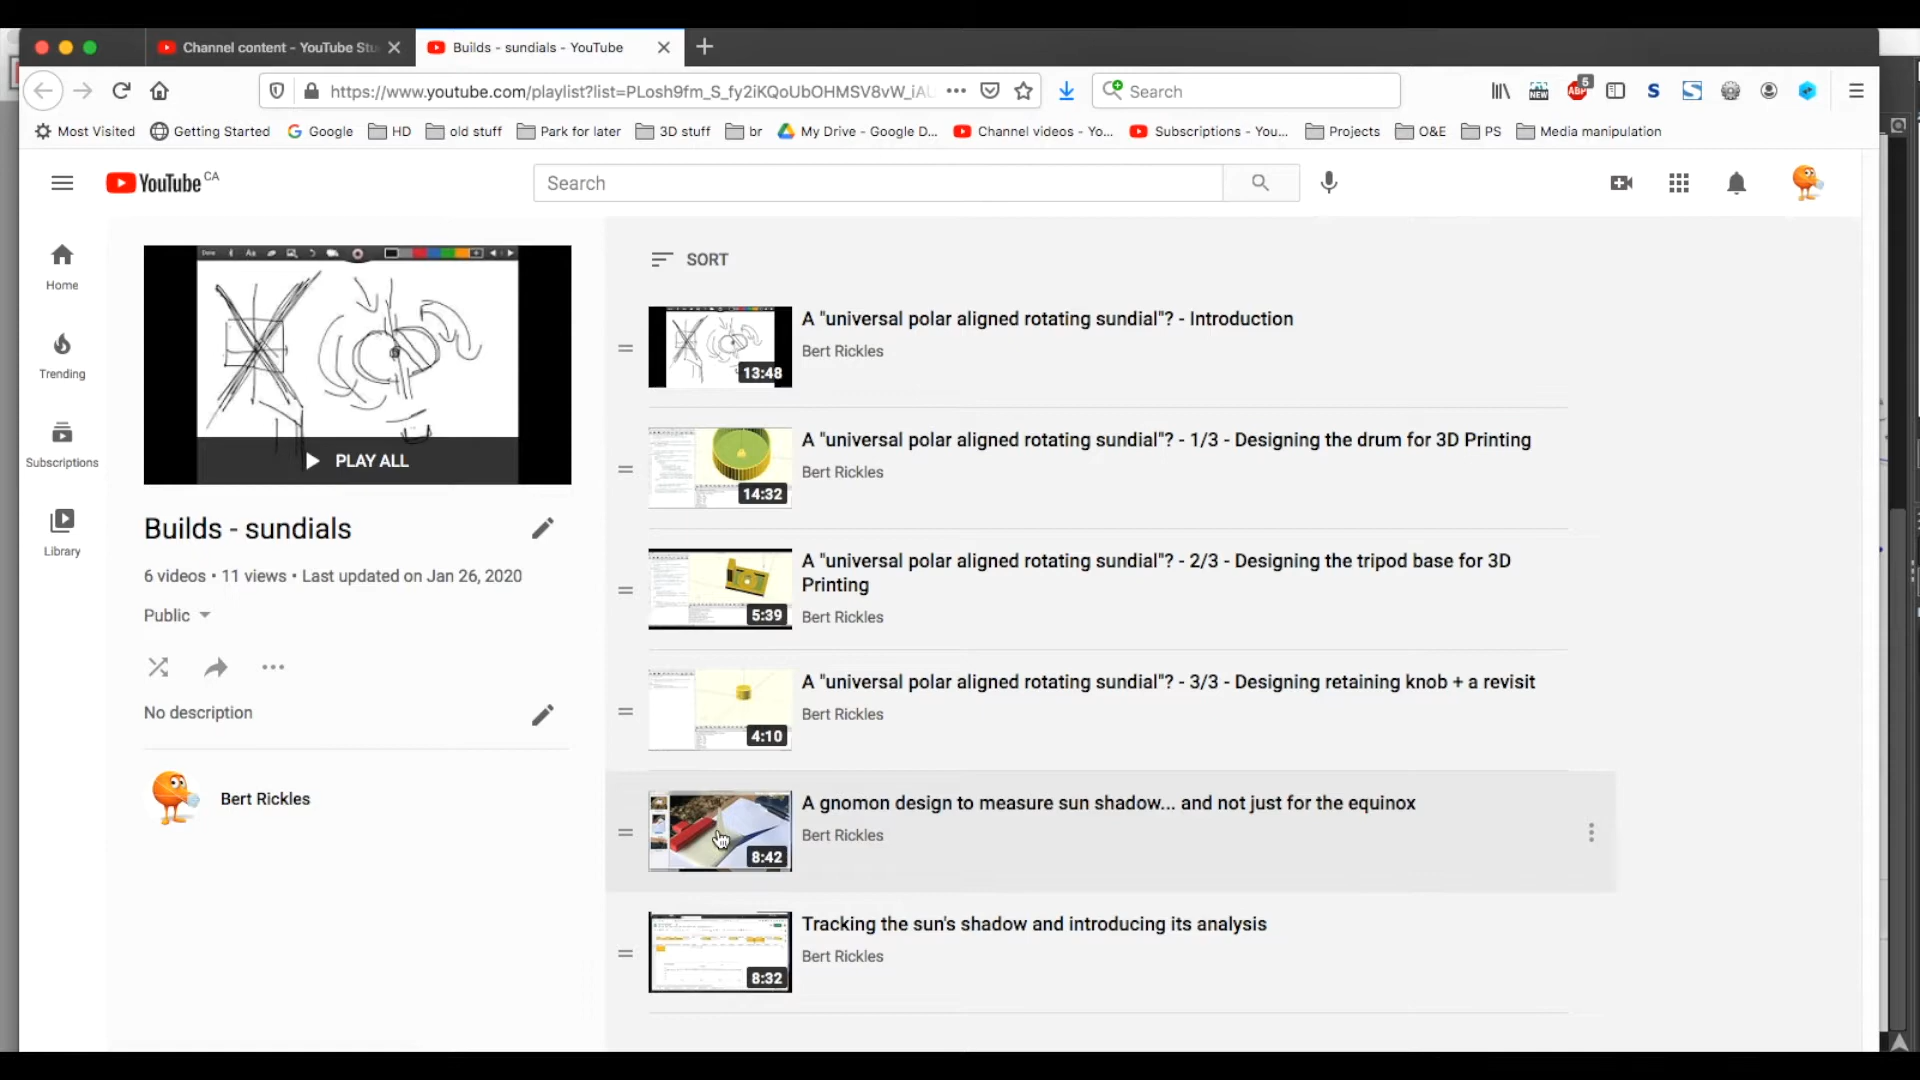 Channel content - YouTube Stu
Builds - sundials - YouTube
https://www.youtube.com/playlist?list=PLosh9fm_S_fy2iKQoUbOHMSV8vW_iAL
Search
NEW
ABP
5
S
Most Visited
Getting Started
Google
HD
old stuff
Park for later
3D stuff
br
My Drive - Google D...
Channel videos - Yo...
Subscriptions - You...
Projects
O&E
PS
Media manipulation
YouTube CA
Search
Home
Trending
Subscriptions
Library
Done
Aa
PLAY ALL
Builds - sundials
6 videos • 11 views • Last updated on Jan 26, 2020
Public
No description
Bert Rickles
SORT
A "universal polar aligned rotating sundial"? - Introduction
Bert Rickles
13:48
A "universal polar aligned rotating sundial"? - 1/3 - Designing the drum for 3D Printing
Bert Rickles
14:32
A "universal polar aligned rotating sundial"? - 2/3 - Designing the tripod base for 3D
Printing
Bert Rickles
5:39
A "universal polar aligned rotating sundial"? - 3/3 - Designing retaining knob + a revisit
Bert Rickles
4:10
A gnomon design to measure sun shadow... and not just for the equinox
Bert Rickles
8:42
Tracking the sun's shadow and introducing its analysis
Bert Rickles
8:32